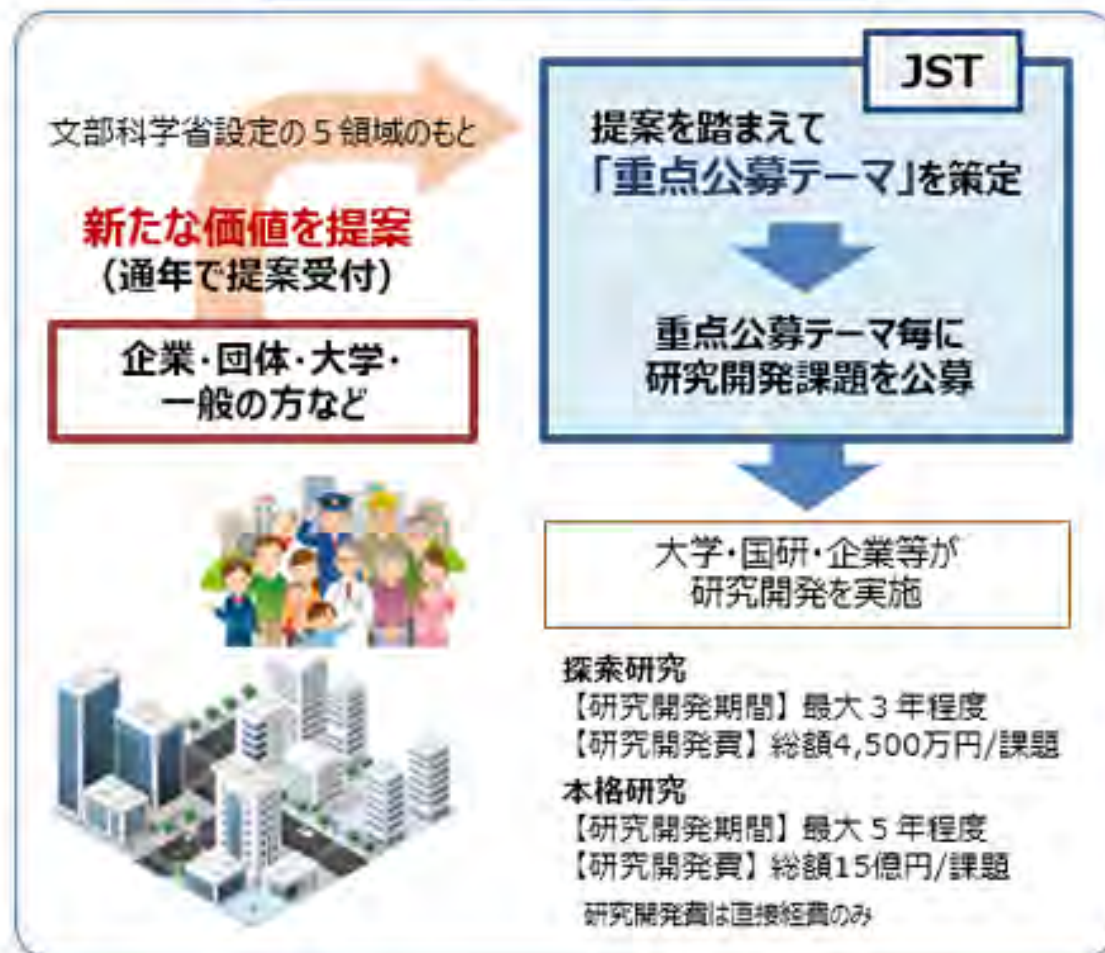 文部科学省設定の5領域のもと
新たな価値を提案
(通年で提案受付)
企業・団体・大学・
一般の方など
JST
提案を踏まえて
「重点公募テーマ」を策定
重点公募テーマ毎に
研究開発課題を公募
大学・国研・企業等が
研究開発を実施
探索研究
【研究開発期間】最大3年程度
【研究開発費】総額4,500万円/課題
本格研究
【研究開発期間】最大5年程度
【研究開発費】総額15億円/課題
研究開発費は直接経費のみ